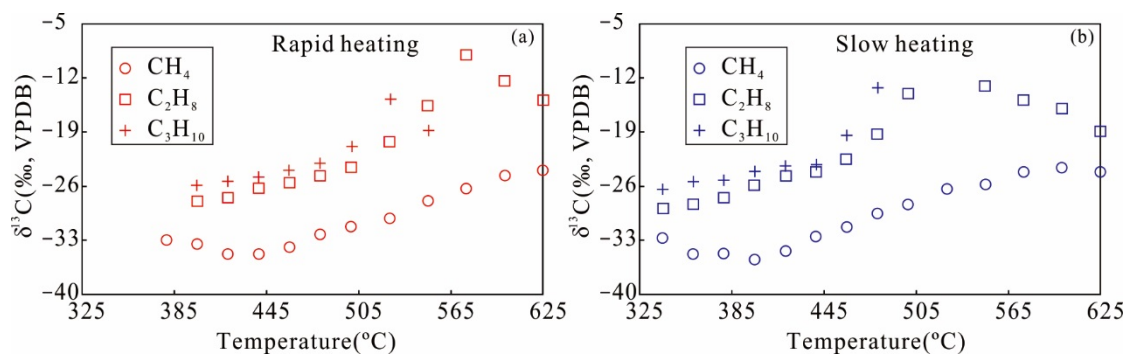 Rapid heating
(a)
CH₄
C₂H₈
C₃H₁₀
−5
−12
−19
−26
−33
−40
δ¹³C(‰, VPDB)
325
385
445
505
565
625
Temperature(ºC)
Slow heating
(b)
CH₄
C₂H₈
C₃H₁₀
−5
−12
−19
−26
−33
−40
δ¹³C(‰, VPDB)
325
385
445
505
565
625
Temperature(ºC)